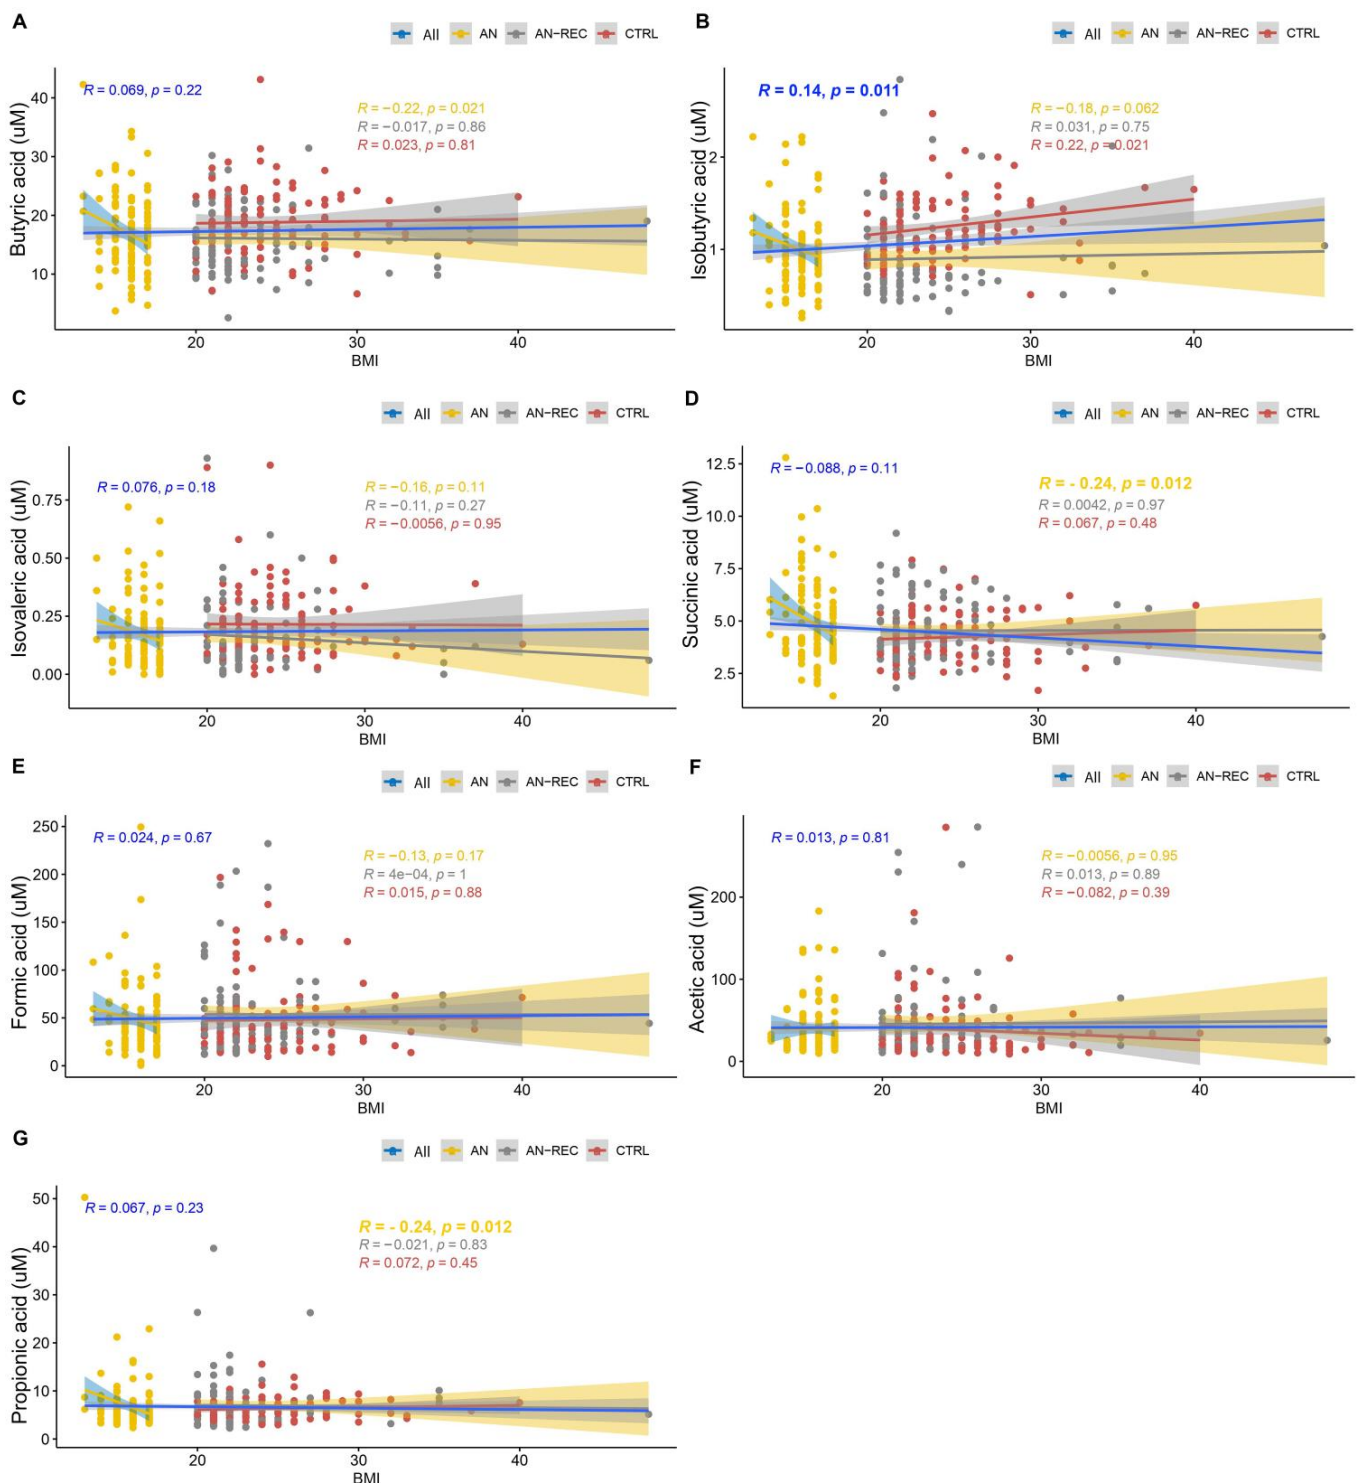 A
All AN AN-REC CTRL
R = 0.069, p = 0.22
R = −0.22, p = 0.021
R = −0.017, p = 0.86
R = 0.023, p = 0.81
Butyric acid (uM)
40
30
20
10
20 30 40
BMI
B
All AN AN-REC CTRL
R = 0.14, p = 0.011
R = −0.18, p = 0.062
R = 0.031, p = 0.75
R = 0.22, p = 0.021
Isobutyric acid (uM)
2
1
20 30 40
BMI
C
All AN AN-REC CTRL
R = 0.076, p = 0.18
R = −0.16, p = 0.11
R = −0.11, p = 0.27
R = −0.0056, p = 0.95
Isovaleric acid (uM)
0.75
0.50
0.25
0.00
20 30 40
BMI
D
All AN AN-REC CTRL
R = −0.088, p = 0.11
R = - 0.24, p = 0.012
R = 0.0042, p = 0.97
R = 0.067, p = 0.48
Succinic acid (uM)
12.5
10.0
7.5
5.0
2.5
20 30 40
BMI
E
All AN AN-REC CTRL
R = 0.024, p = 0.67
R = −0.13, p = 0.17
R = 4e−04, p = 1
R = 0.015, p = 0.88
Formic acid (uM)
250
200
150
100
50
0
20 30 40
BMI
F
All AN AN-REC CTRL
R = 0.013, p = 0.81
R = −0.0056, p = 0.95
R = 0.013, p = 0.89
R = −0.082, p = 0.39
Acetic acid (uM)
200
100
0
20 30 40
BMI
G
All AN AN-REC CTRL
R = 0.067, p = 0.23
R = - 0.24, p = 0.012
R = −0.021, p = 0.83
R = 0.072, p = 0.45
Propionic acid (uM)
50
40
30
20
10
0
20 30 40
BMI